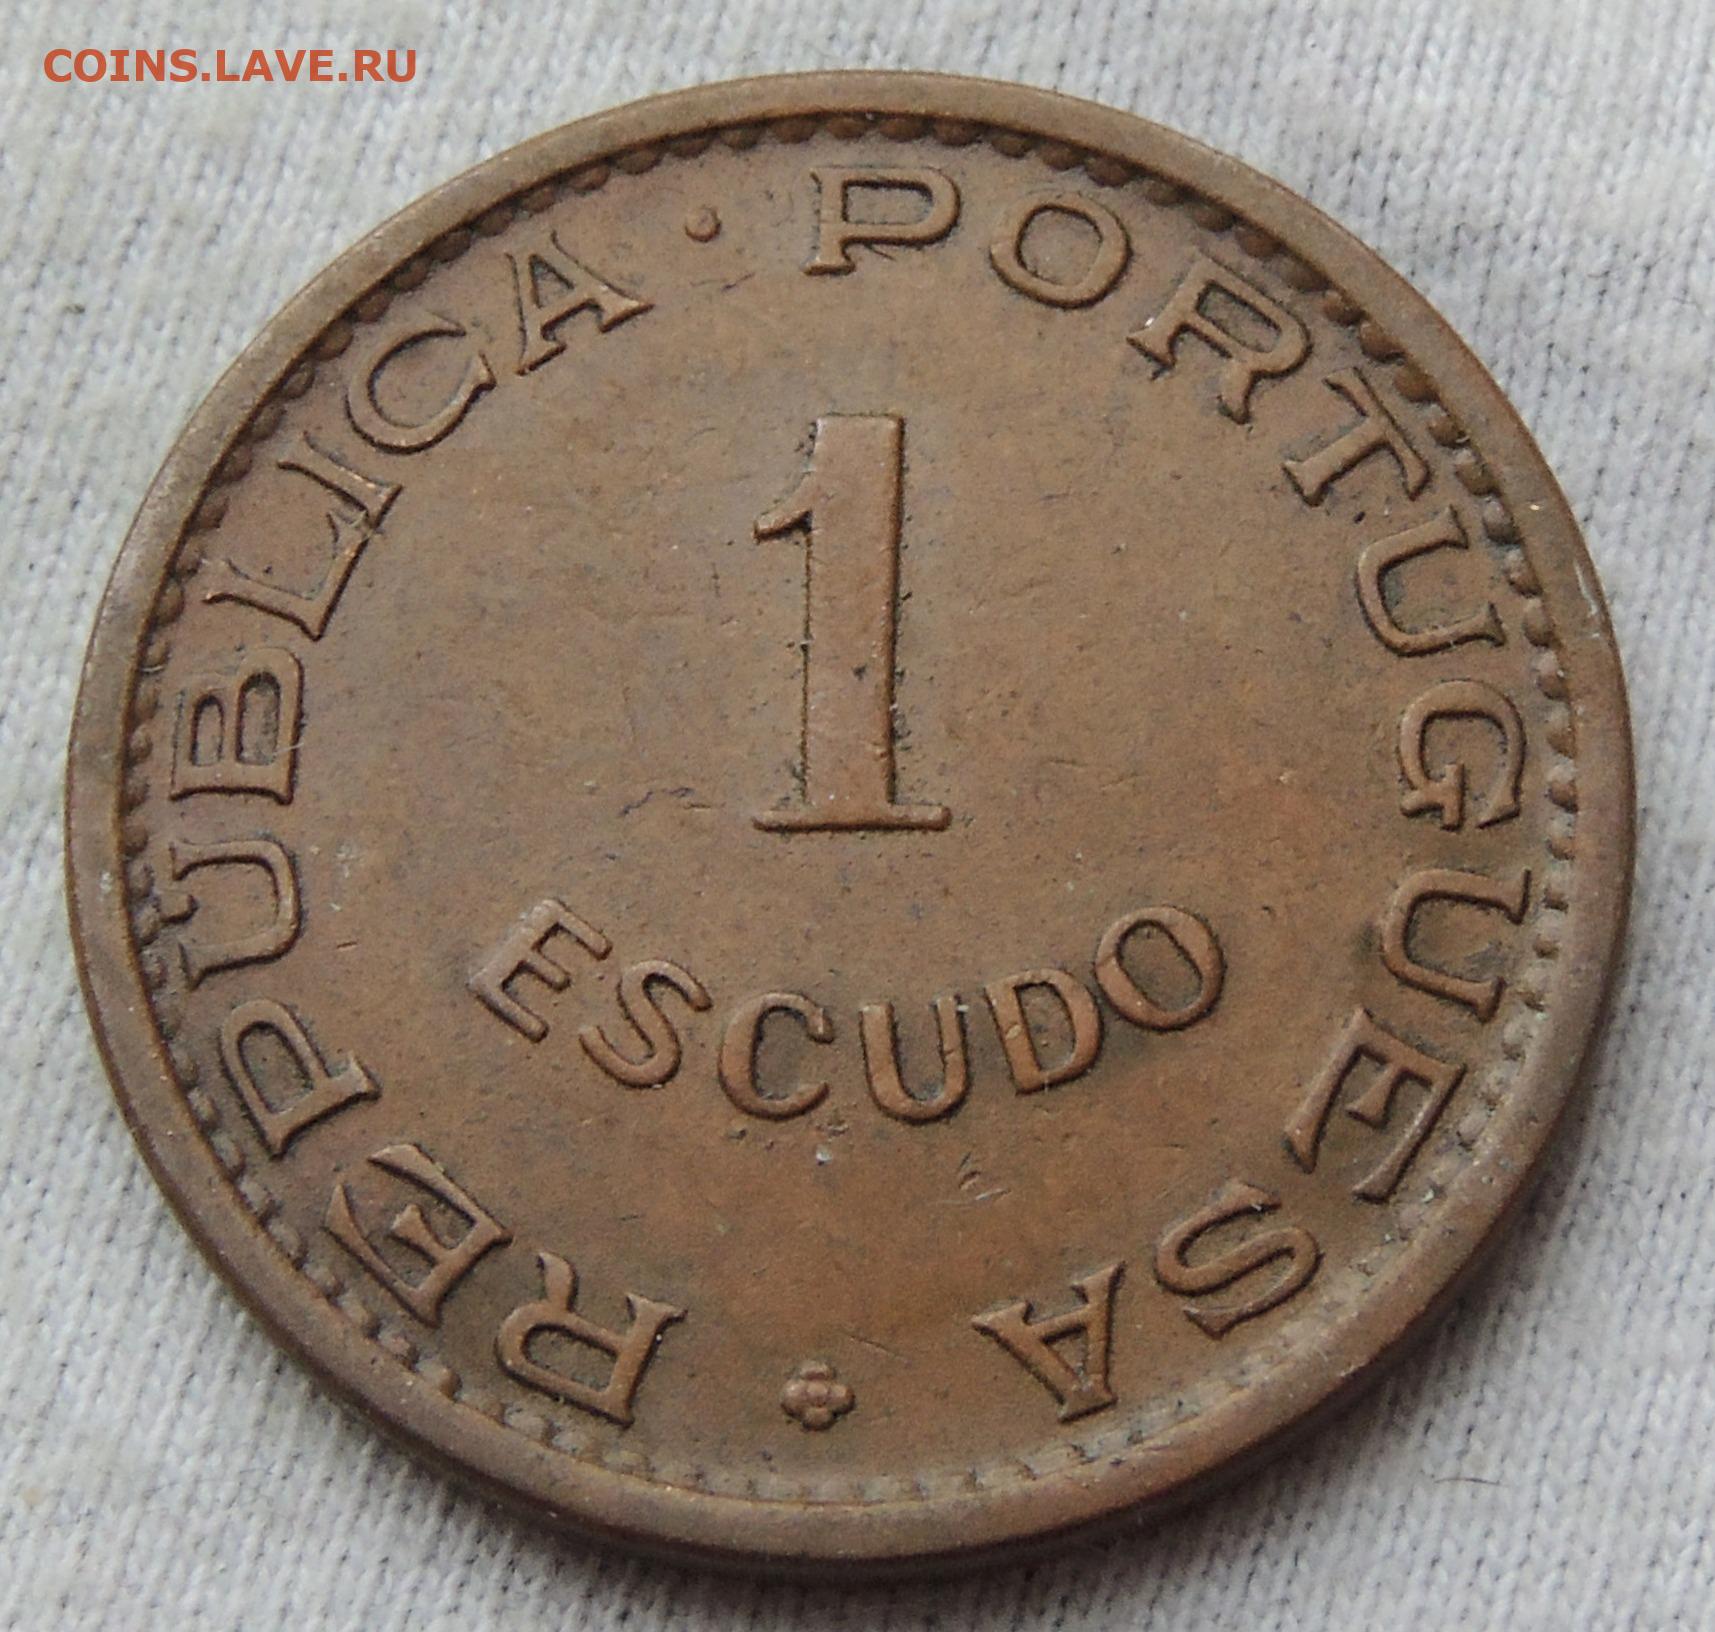 COINS.LAVE.RU
REPUBLICA · PORTUGUESA
1
ESCUDO